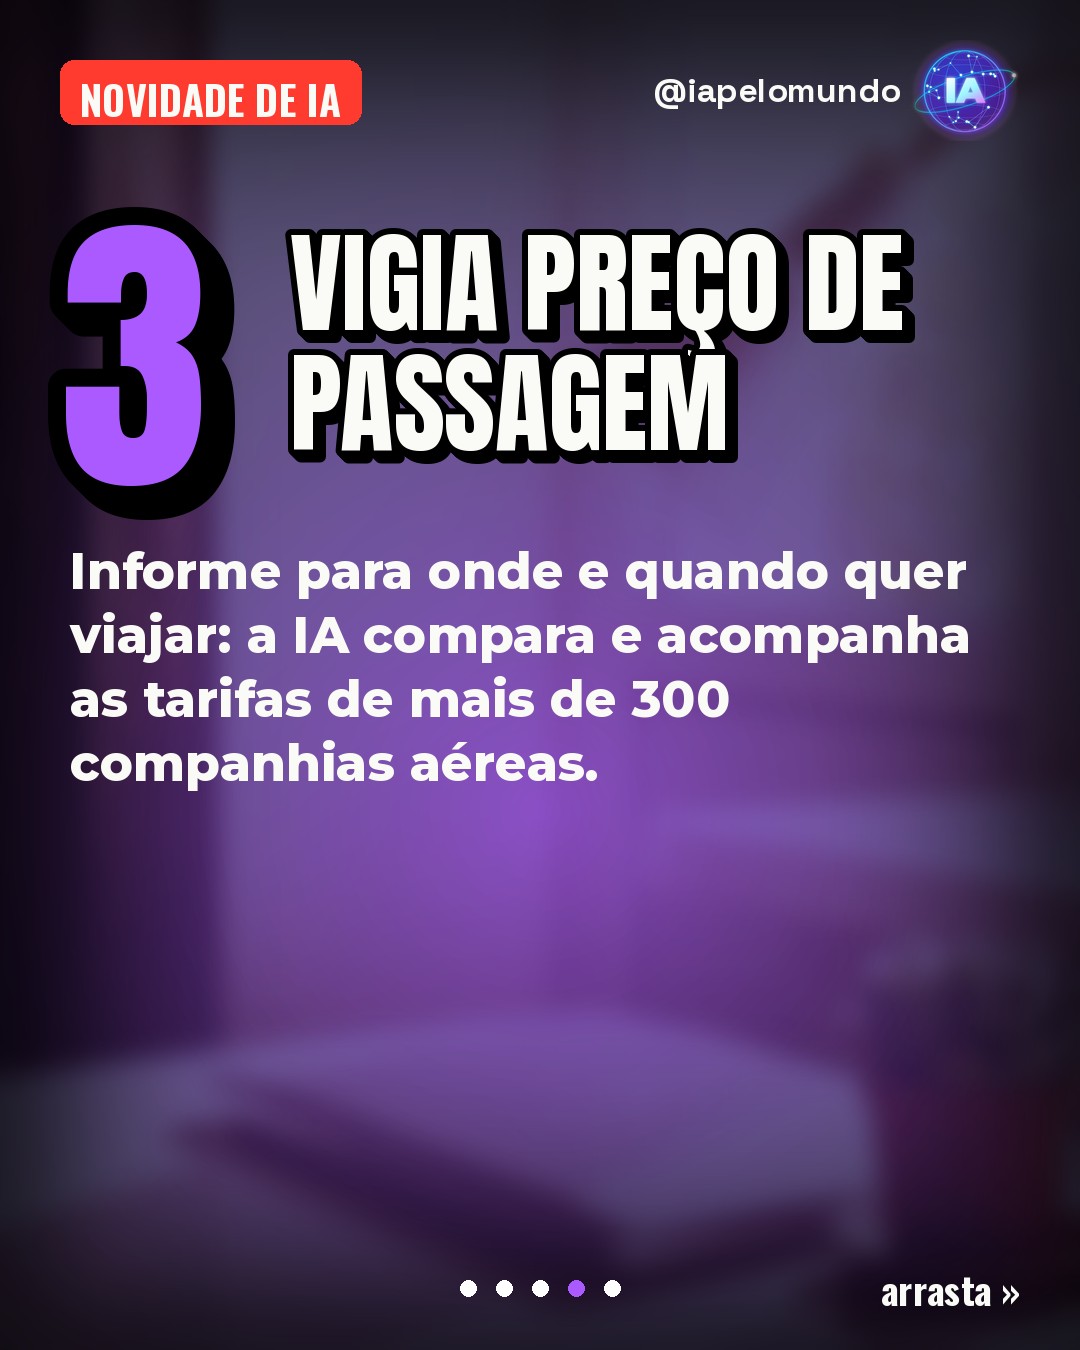 NOVIDADE DE IA
@iapelomundo
IA
3
VIGIA PREÇO DE
PASSAGEM
Informe para onde e quando quer
viajar: a IA compara e acompanha
as tarifas de mais de 300
companhias aéreas.
arrasta »